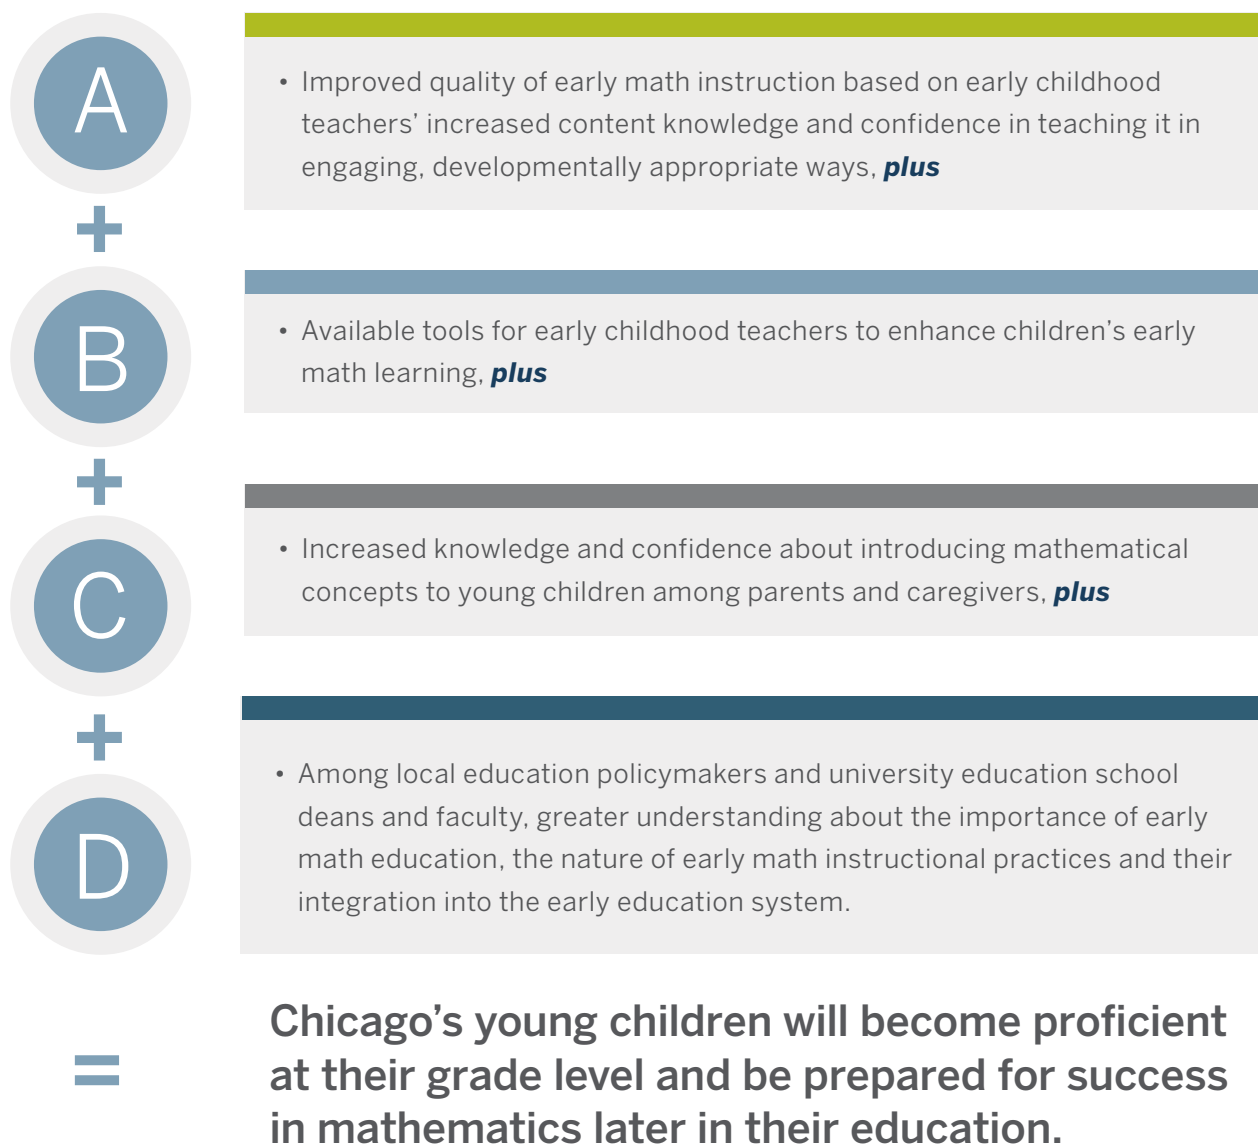 A
• Improved quality of early math instruction based on early childhood
teachers’ increased content knowledge and confidence in teaching it in
engaging, developmentally appropriate ways, plus
+
B
• Available tools for early childhood teachers to enhance children’s early
math learning, plus
+
C
• Increased knowledge and confidence about introducing mathematical
concepts to young children among parents and caregivers, plus
+
D
• Among local education policymakers and university education school
deans and faculty, greater understanding about the importance of early
math education, the nature of early math instructional practices and their
integration into the early education system.
=
Chicago’s young children will become proficient
at their grade level and be prepared for success
in mathematics later in their education.